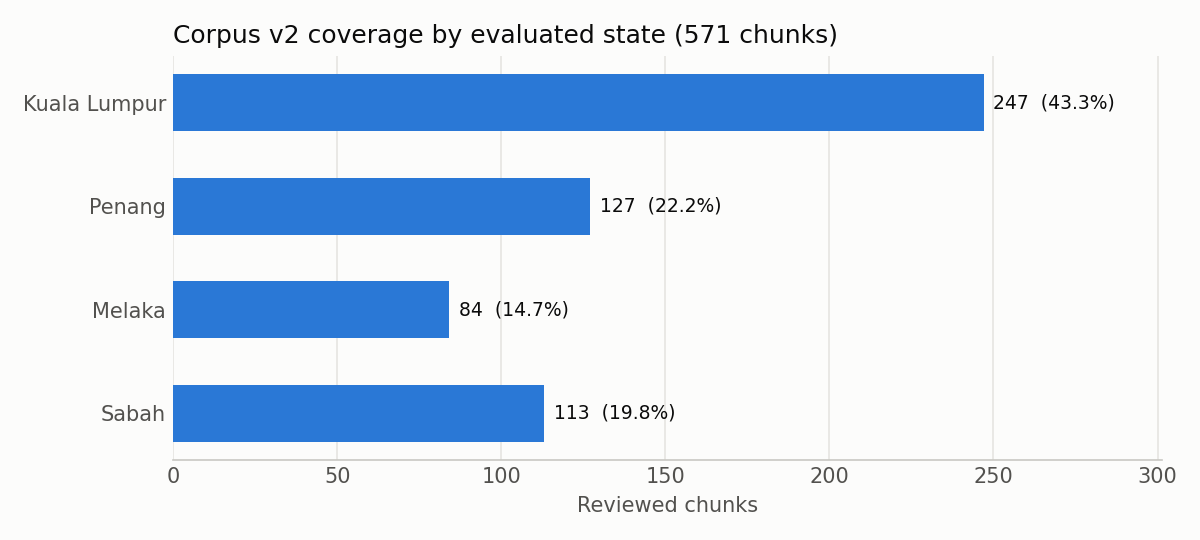 Corpus v2 coverage by evaluated state (571 chunks)
Kuala Lumpur
247 (43.3%)
Penang
127 (22.2%)
Melaka
84 (14.7%)
Sabah
113 (19.8%)
0 50 100 150 200 250 300
Reviewed chunks